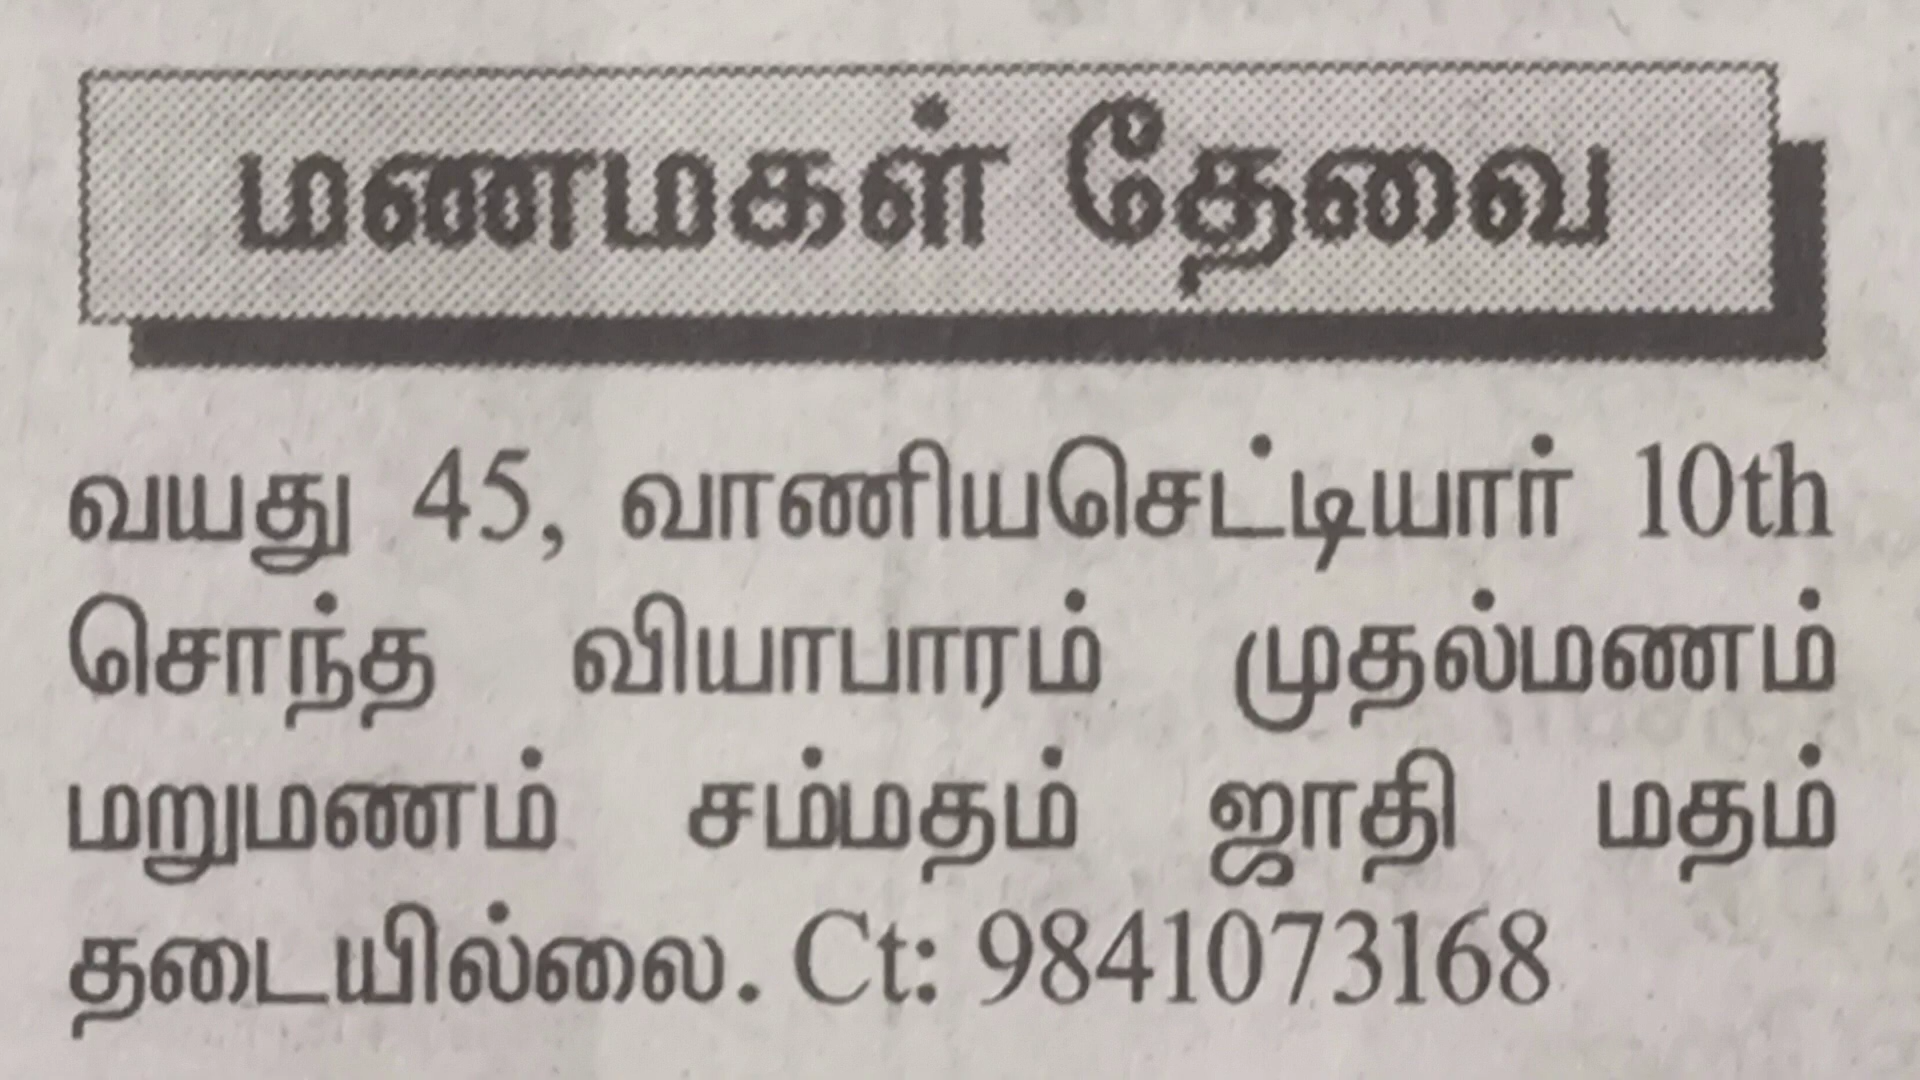 மணமகள் தேவை
வயது 45, வாணியசெட்டியார் 10th
சொந்த வியாபாரம் முதல்மணம்
மறுமணம் சம்மதம் ஜாதி மதம்
தடையில்லை. Ct: 9841073168